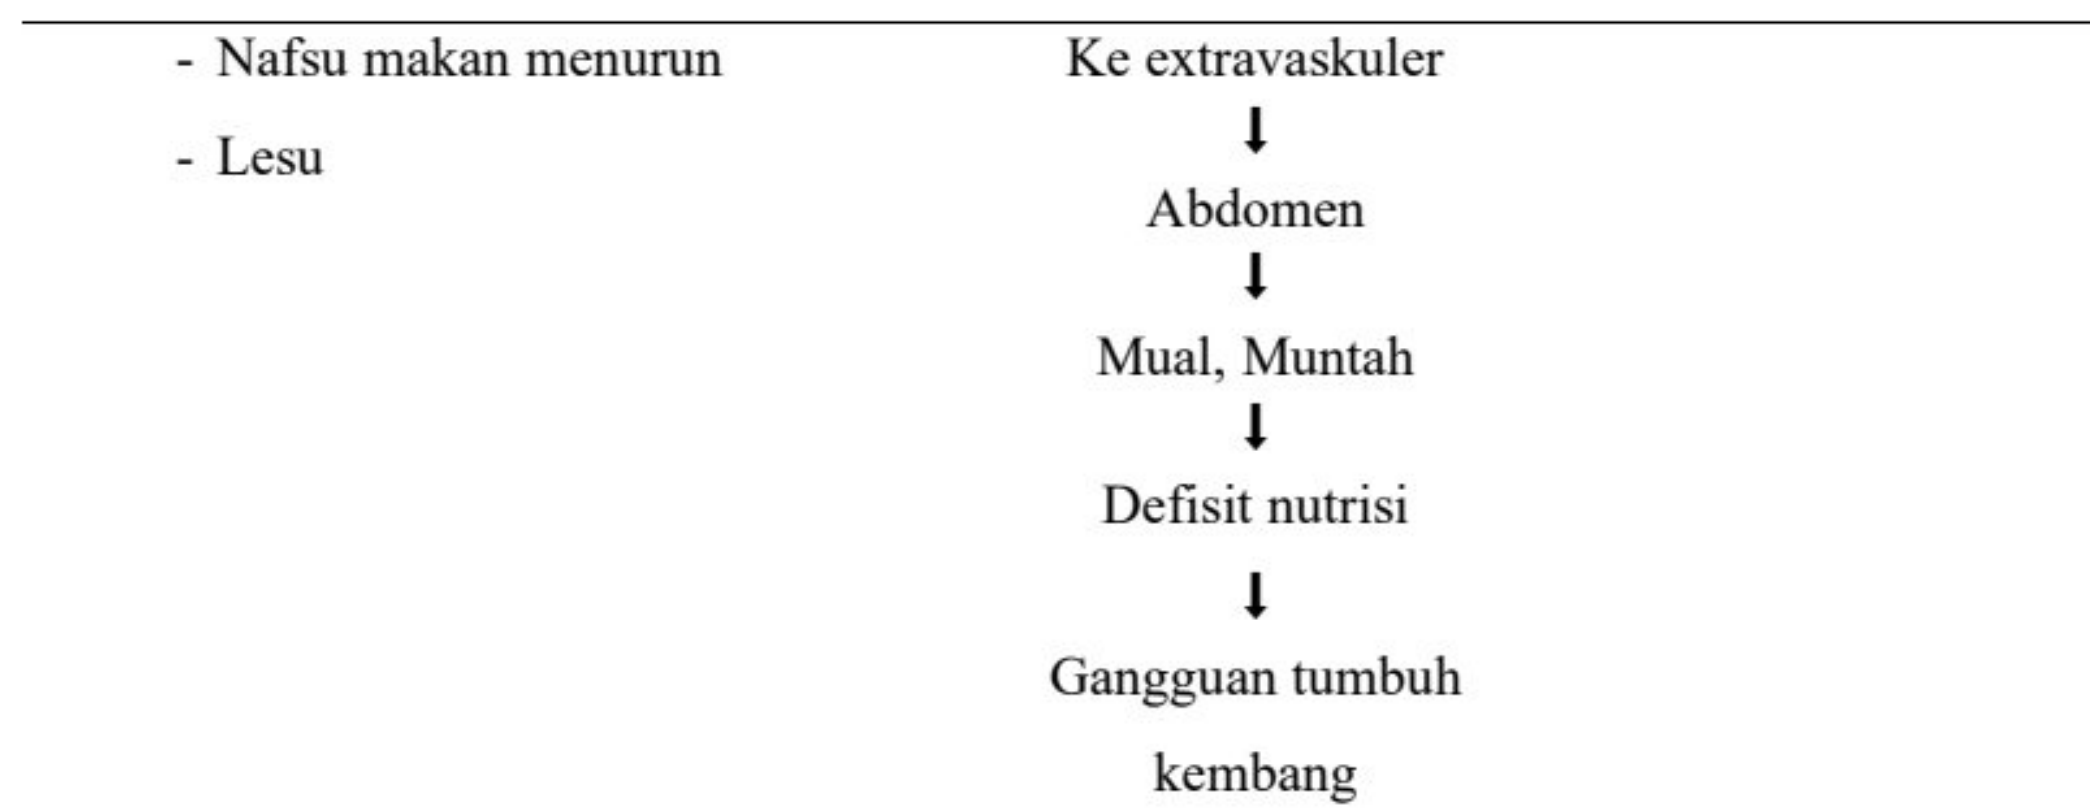 - Nafsu makan menurun
- Lesu
Ke extravaskuler
Abdomen
Mual, Muntah
Defisit nutrisi
Gangguan tumbuh
kembang